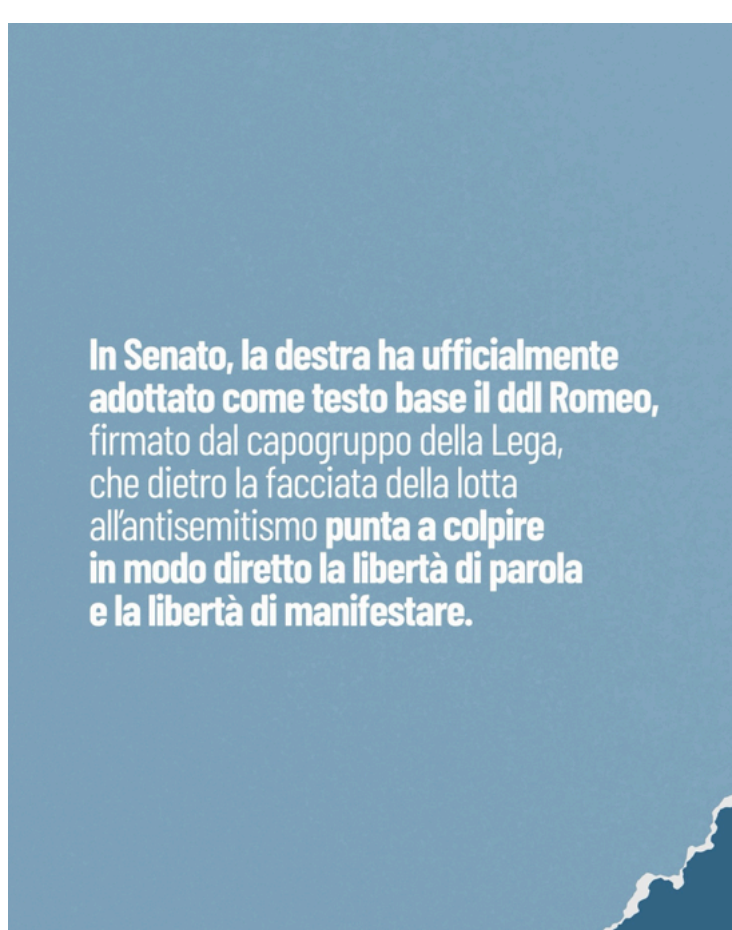 In Senato, la destra ha ufficialmente
adottato come testo base il ddl Romeo,
firmato dal capogruppo della Lega,
che dietro la facciata della lotta
all’antisemitismo punta a colpire
in modo diretto la libertà di parola
e la libertà di manifestare.